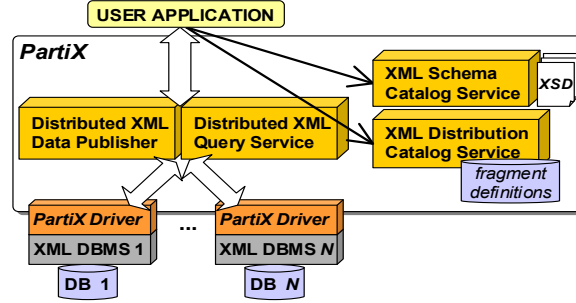 USER APPLICATION
PartiX
XML Schema
Catalog Service
XSD
Distributed XML
Data Publisher
Distributed XML
Query Service
XML Distribution
Catalog Service
fragment
definitions
PartiX Driver
XML DBMS 1
DB 1
...
PartiX Driver
XML DBMS N
DB N